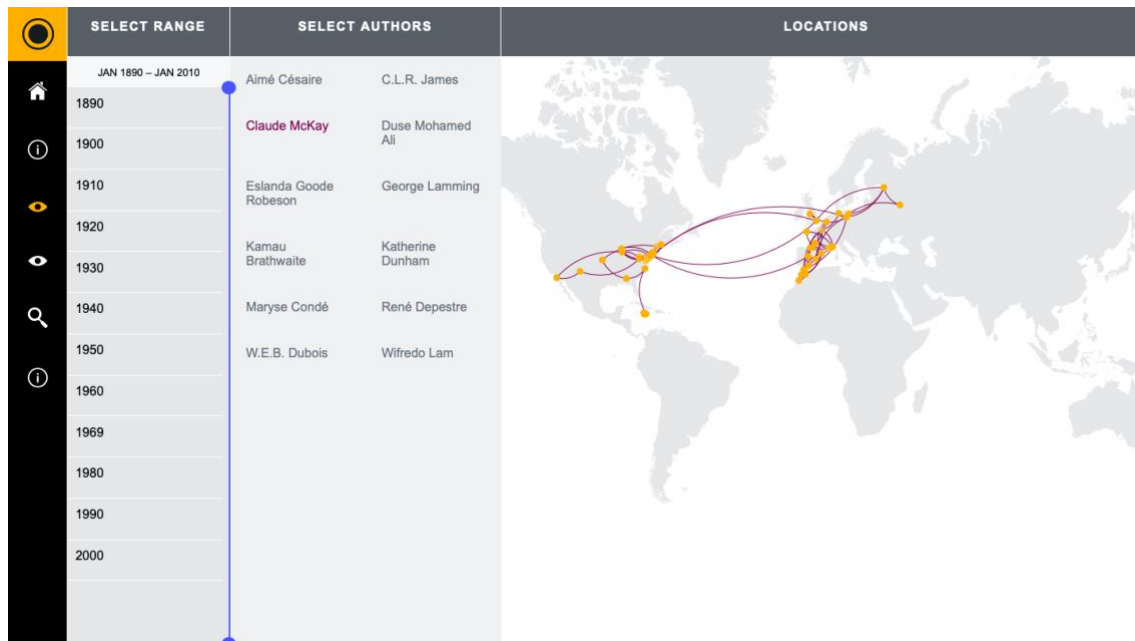 SELECT RANGE
SELECT AUTHORS
LOCATIONS
JAN 1890 – JAN 2010
1890
1900
1910
1920
1930
1940
1950
1960
1969
1980
1990
2000
Aimé Césaire
C.L.R. James
Claude McKay
Duse Mohamed
Ali
Eslanda Goode
Robeson
George Lamming
Kamau
Brathwaite
Katherine
Dunham
Maryse Condé
René Depestre
W.E.B. Dubois
Wifredo Lam